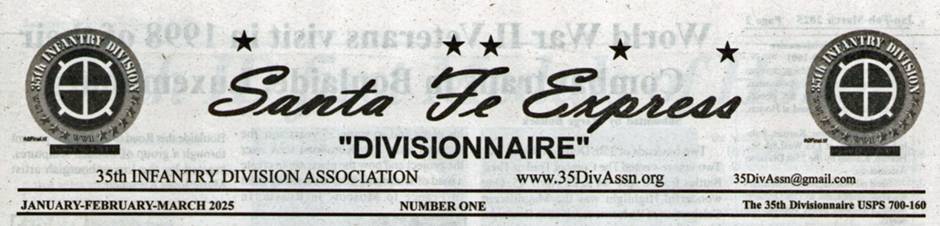 35th INFANTRY DIVISION
35th INFANTRY DIVISION
Santa Fe Express
"DIVISIONNAIRE"
35th INFANTRY DIVISION ASSOCIATION www.35DivAssn.org 35DivAssn@gmail.com
JANUARY-FEBRUARY-MARCH 2025 NUMBER ONE The 35th Divisionnaire USPS 700-160